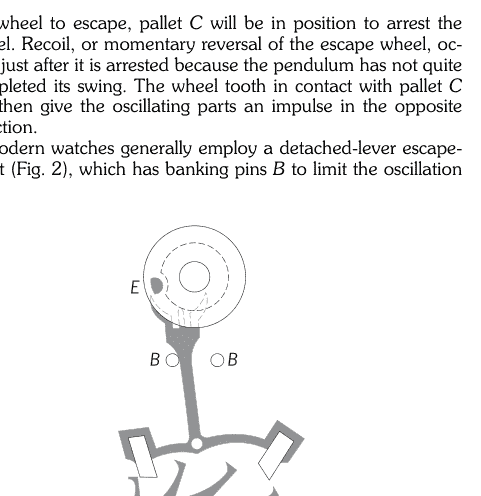 wheel to escape, pallet C will be in position to arrest the
el. Recoil, or momentary reversal of the escape wheel, oc-
just after it is arrested because the pendulum has not quite
pleted its swing. The wheel tooth in contact with pallet C
then give the oscillating parts an impulse in the opposite
ction.
odern watches generally employ a detached-lever escape-
t (Fig. 2), which has banking pins B to limit the oscillation
E
B B